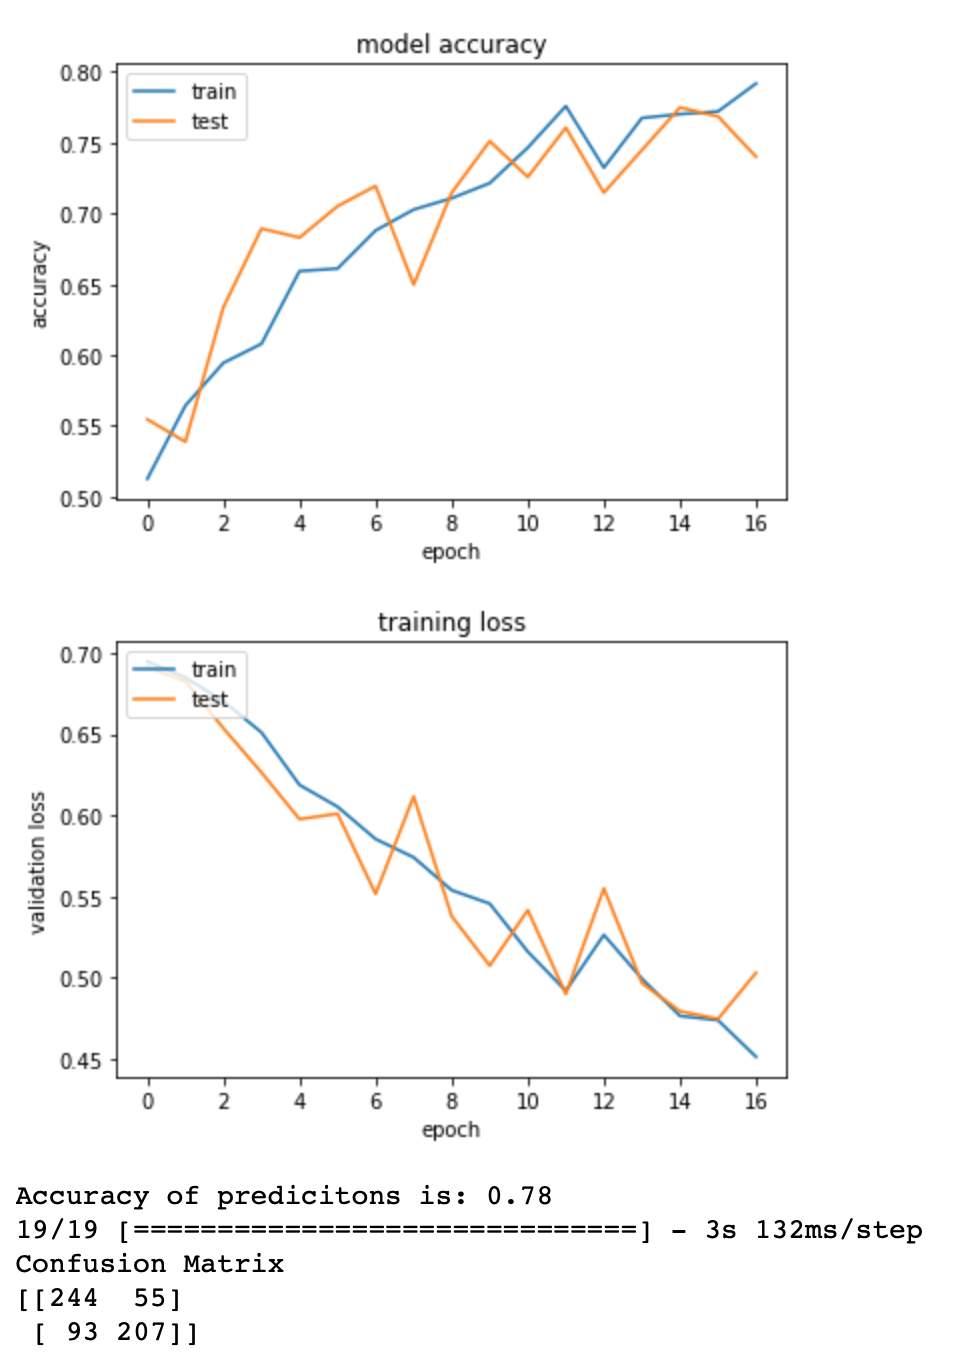 model accuracy
train
test
0.80
0.75
0.70
0.65
0.60
0.55
0.50
accuracy
0 2 4 6 8 10 12 14 16
epoch
training loss
train
test
0.70
0.65
0.60
0.55
0.50
0.45
validation loss
0 2 4 6 8 10 12 14 16
epoch
Accuracy of predicitons is: 0.78
19/19 [==============================] - 3s 132ms/step
Confusion Matrix
[[244  55]
 [ 93 207]]